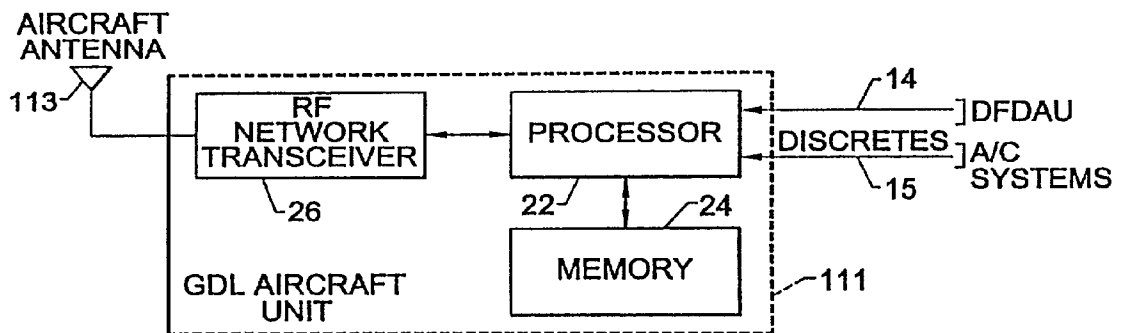 AIRCRAFT
ANTENNA
113
RF
NETWORK
TRANSCEIVER
26
PROCESSOR
22
24
MEMORY
GDL AIRCRAFT
UNIT
14
DFDAU
DISCRETES
15
A/C
SYSTEMS
111